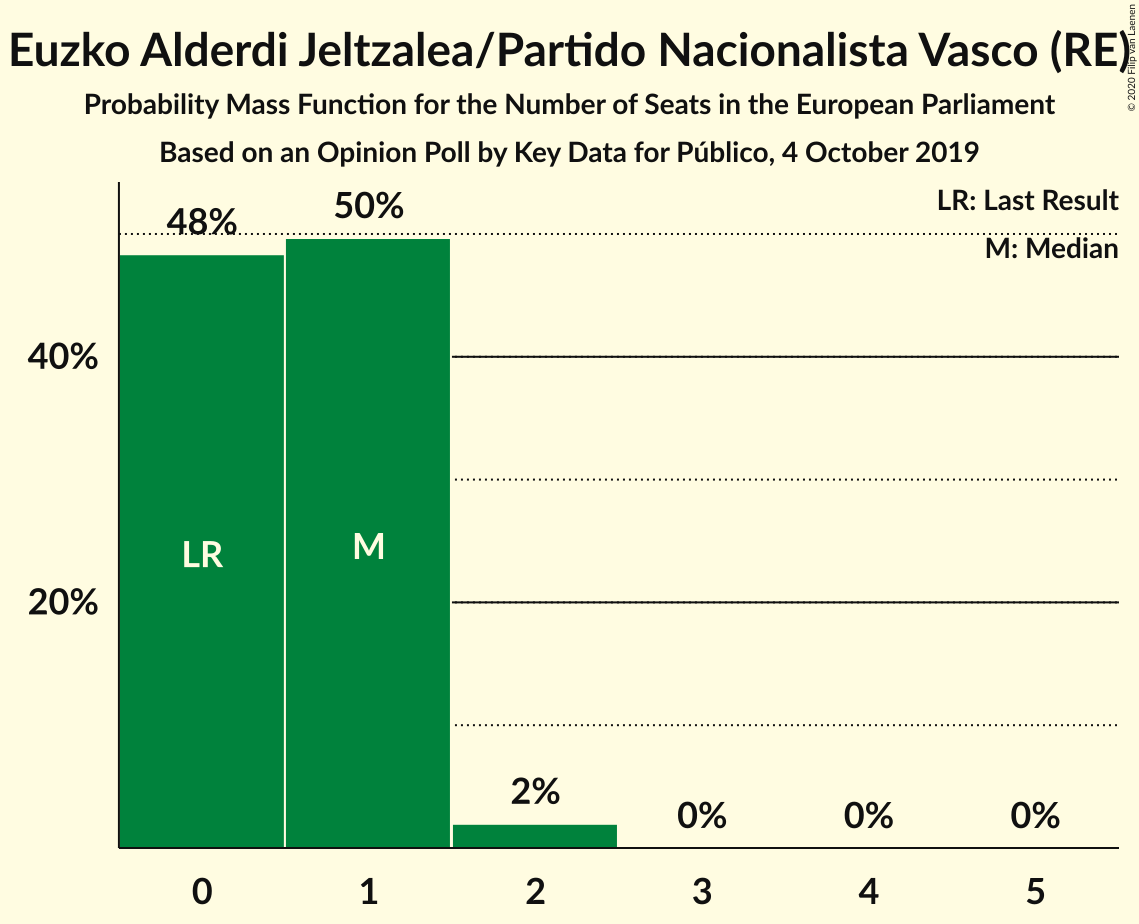 Euzko Alderdi Jeltzalea/Partido Nacionalista Vasco (RE)
© 2020 Filip van Laenen
Probability Mass Function for the Number of Seats in the European Parliament
Based on an Opinion Poll by Key Data for Público, 4 October 2019
LR: Last Result
M: Median
48%
50%
40%
LR
M
20%
2%
0%
0%
0%
0 1 2 3 4 5